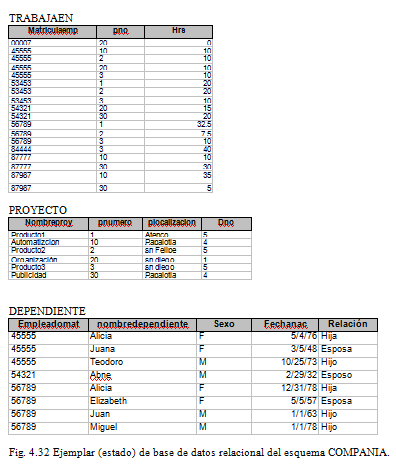 TRABAJAEN
Matriculaemp pno Hrs
00007 20 0
45555 10 10
45555 2 10
45555 20 10
45555 3 10
53453 1 20
53453 2 20
53453 3 10
54321 20 15
54321 30 20
56789 1 32.5
56789 2 7.5
56789 3 10
84444 3 40
87777 10 10
87777 30 30
87987 10 35
87987 30 5
PROYECTO
Nombreproy pnumero plocalizacion Dno
Producto1 1 Atenco 5
Automatizcion 10 Papalotla 4
Producto2 2 an Felipe 5
Organización 20 an diego 1
Producto3 3 an diego 5
Publicidad 30 Papalotla 4
DEPENDIENTE
Empleadomat nombredependiente Sexo Fechanac Relación
45555 Alicia F 5/4/76 Hija
45555 Juana F 3/5/48 Esposa
45555 Teodoro M 10/25/73 Hijo
54321 Abne M 2/29/32 Esposo
56789 Alicia F 12/31/78 Hija
56789 Elizabeth F 5/5/57 Esposa
56789 Juan M 1/1/63 Hijo
56789 Miguel M 1/1/78 Hijo
Fig. 4.32 Ejemplar (estado) de base de datos relacional del esquema COMPANIA.